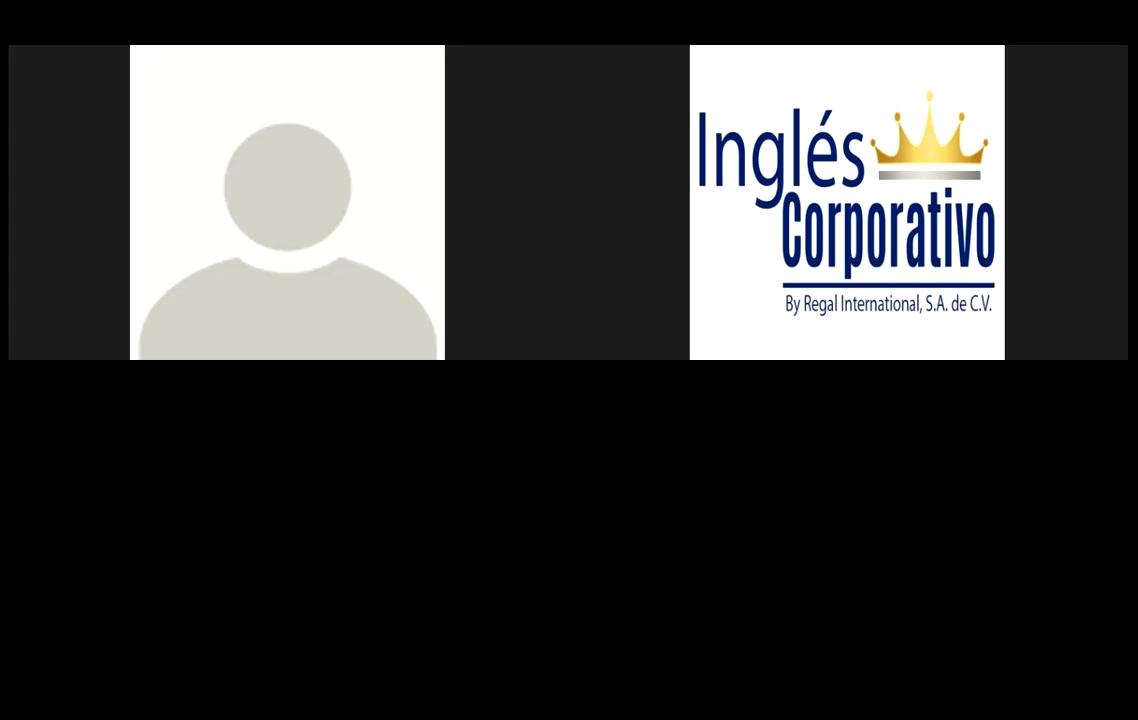 Inglés
Corporativo
By Regal International, S.A. de C.V.